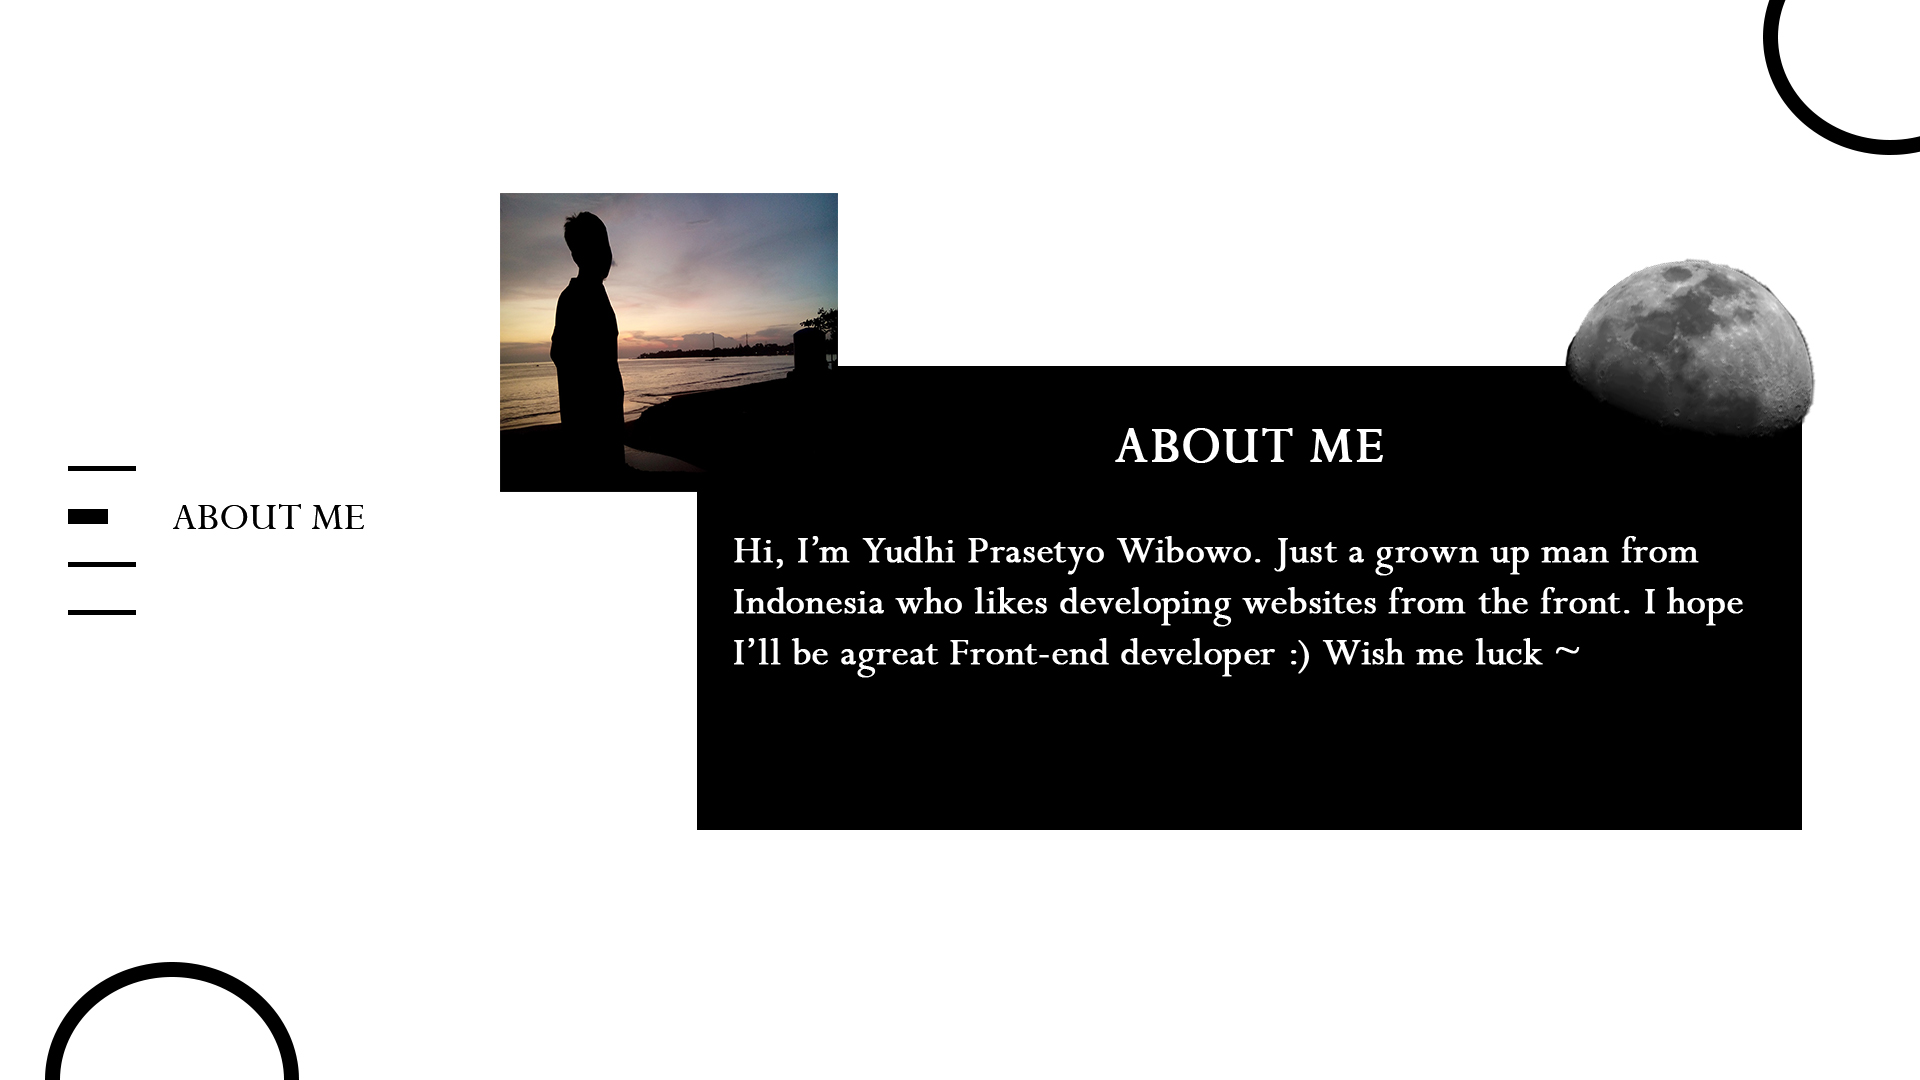 ABOUT ME
ABOUT ME
Hi, I’m Yudhi Prasetyo Wibowo. Just a grown up man from
Indonesia who likes developing websites from the front. I hope
I’ll be agreat Front-end developer :) Wish me luck ~